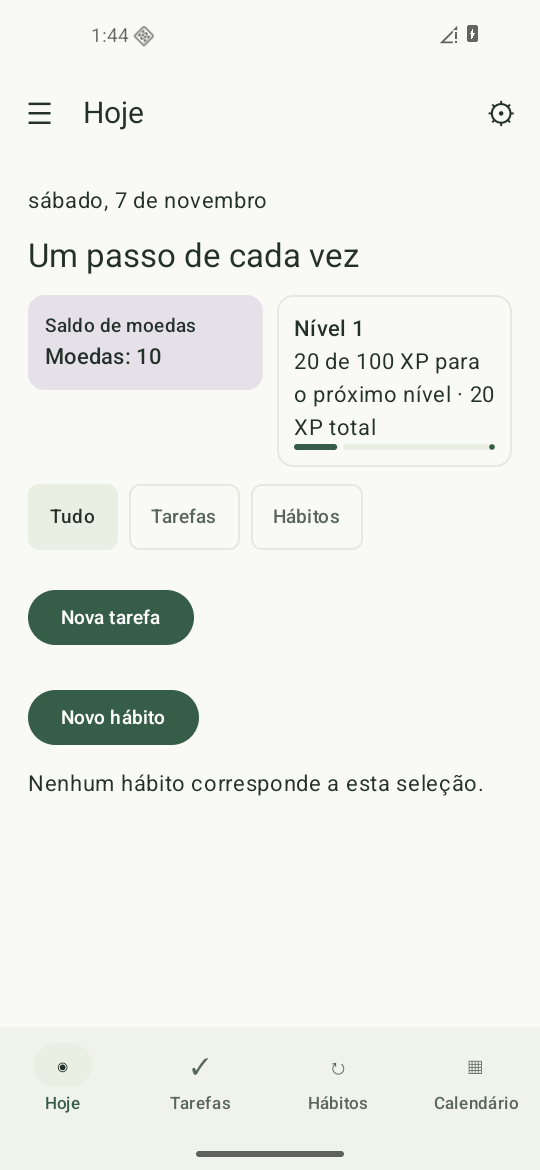 1:44
Hoje
sábado, 7 de novembro
Um passo de cada vez
Saldo de moedas
Moedas: 10
Nível 1
20 de 100 XP para
o próximo nível · 20
XP total
Tudo
Tarefas
Hábitos
Nova tarefa
Novo hábito
Nenhum hábito corresponde a esta seleção.
Hoje
Tarefas
Hábitos
Calendário